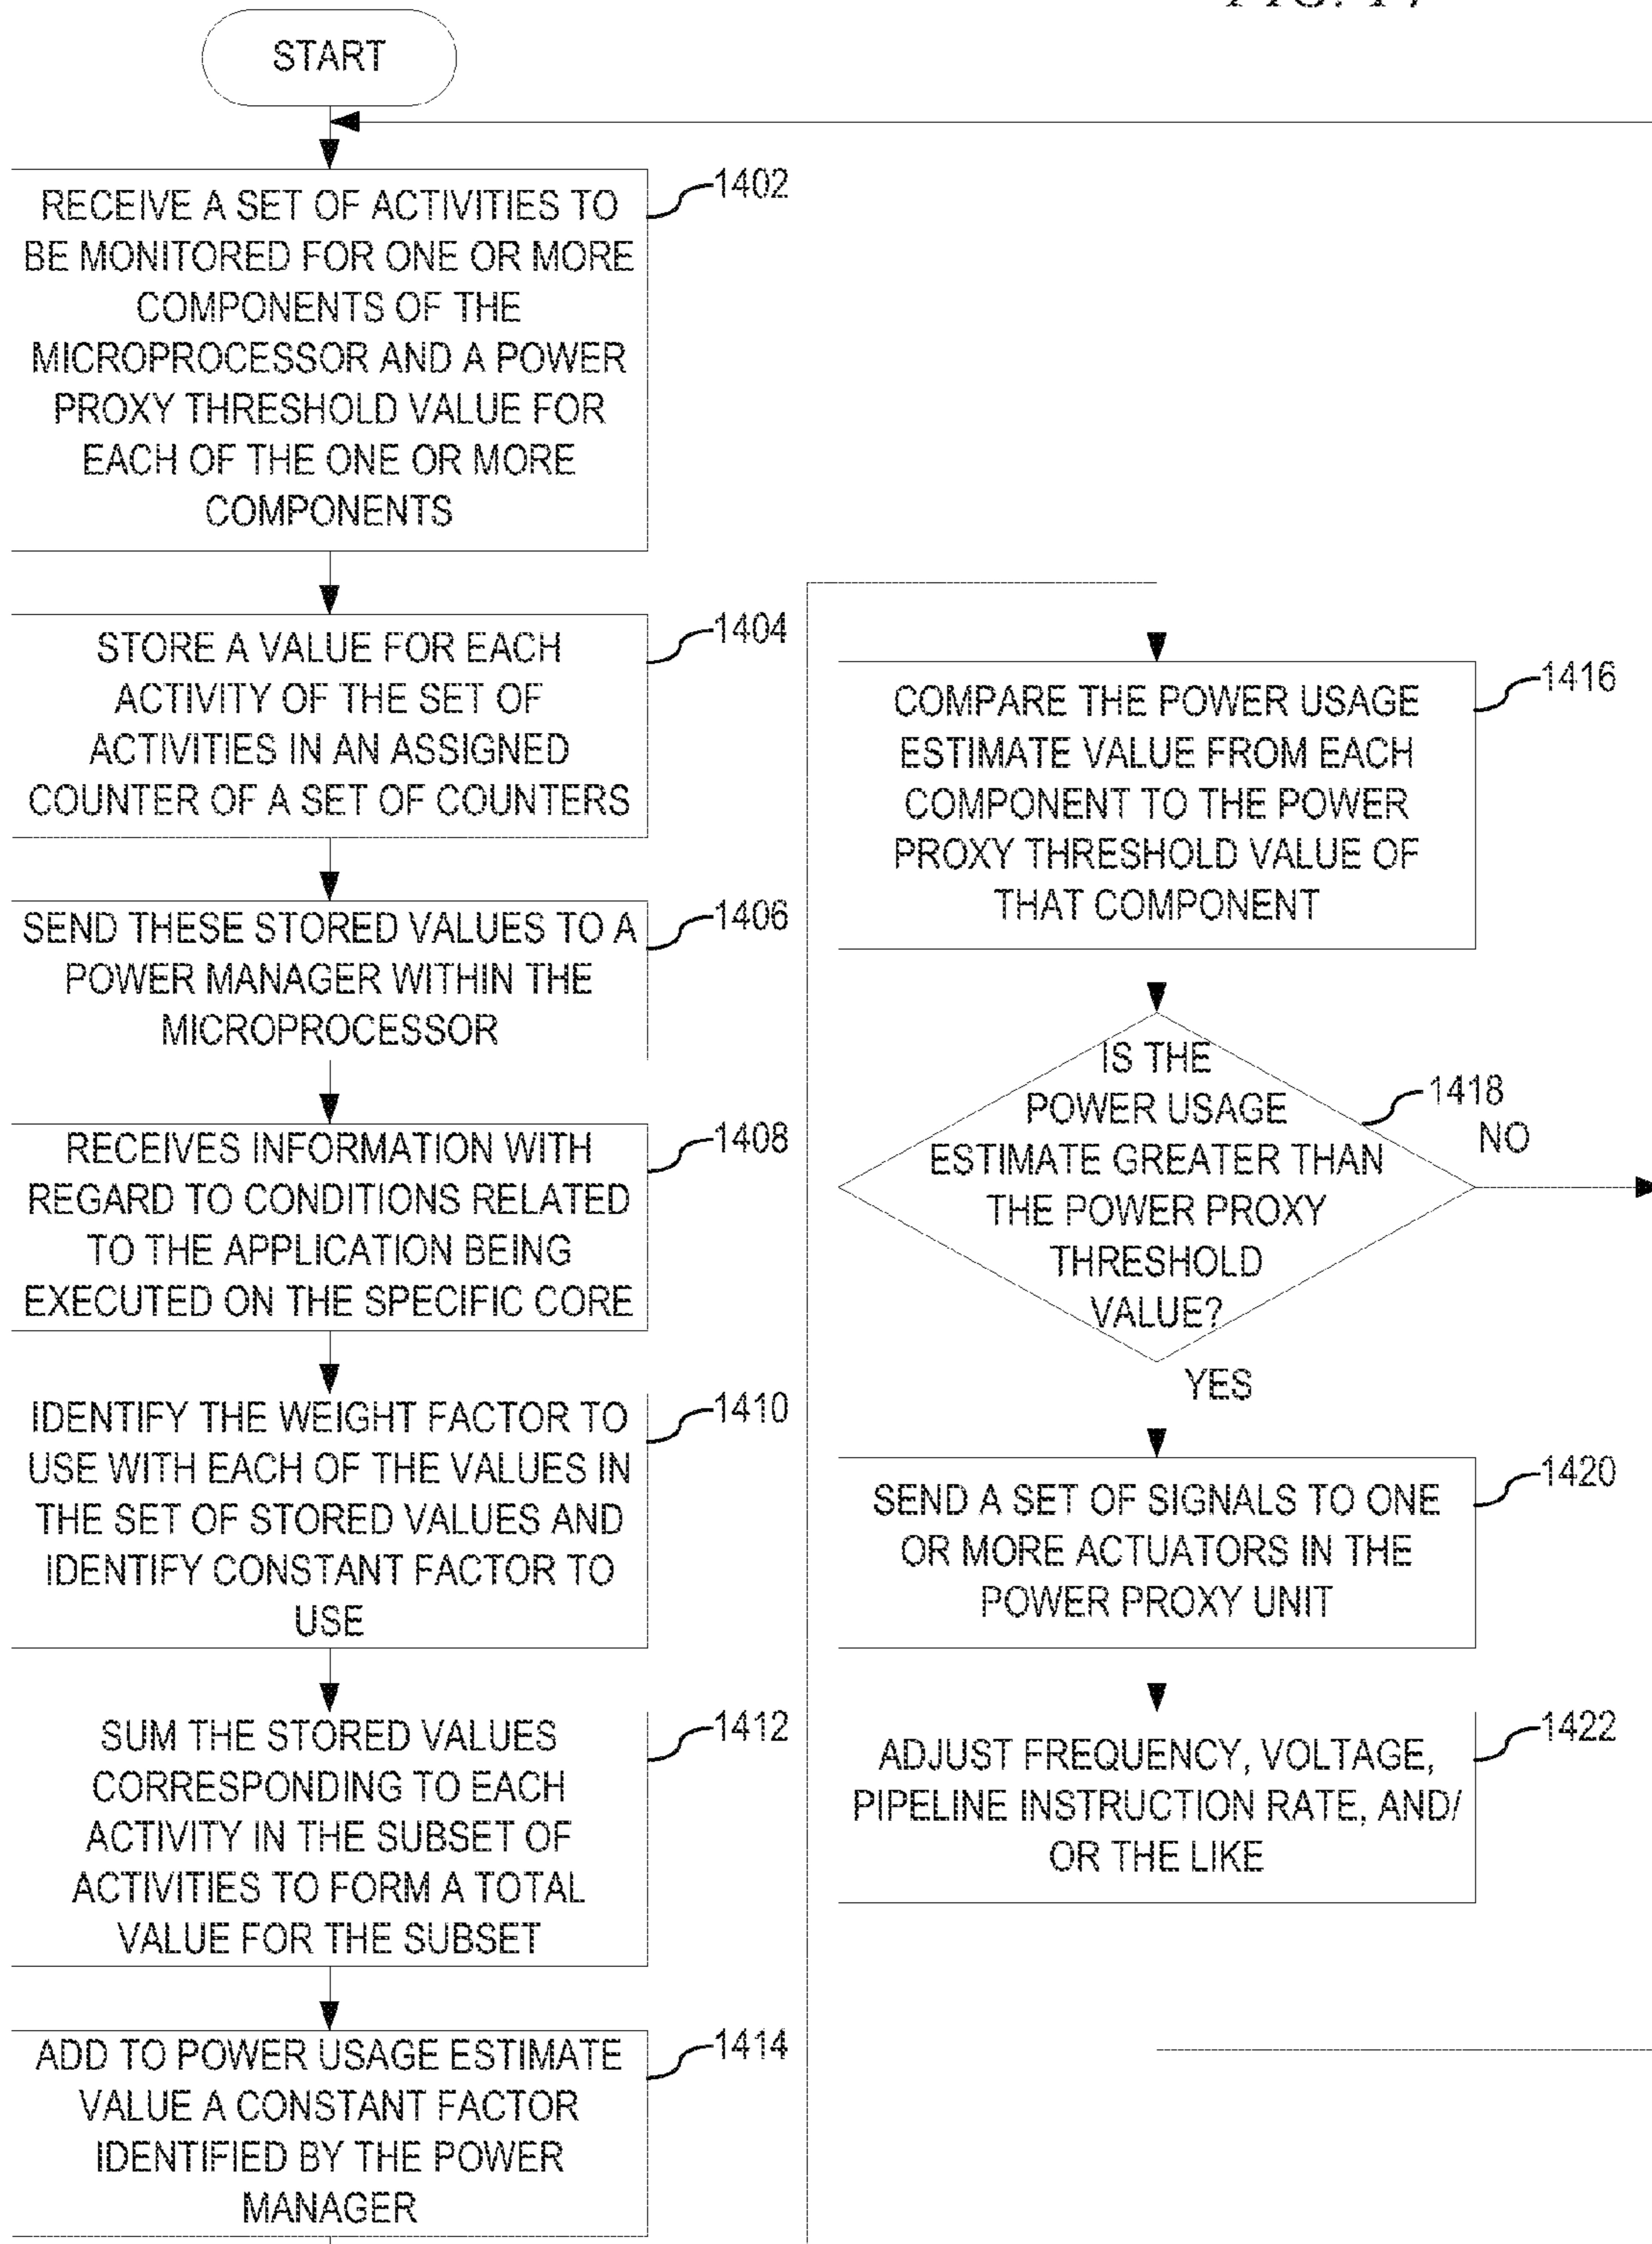 START
RECEIVE A SET OF ACTIVITIES TO
BE MONITORED FOR ONE OR MORE
COMPONENTS OF THE
MICROPROCESSOR AND A POWER
PROXY THRESHOLD VALUE FOR
EACH OF THE ONE OR MORE
COMPONENTS
1402
STORE A VALUE FOR EACH
ACTIVITY OF THE SET OF
ACTIVITIES IN AN ASSIGNED
COUNTER OF A SET OF COUNTERS
1404
SEND THESE STORED VALUES TO A
POWER MANAGER WITHIN THE
MICROPROCESSOR
1406
RECEIVES INFORMATION WITH
REGARD TO CONDITIONS RELATED
TO THE APPLICATION BEING
EXECUTED ON THE SPECIFIC CORE
1408
IDENTIFY THE WEIGHT FACTOR TO
USE WITH EACH OF THE VALUES IN
THE SET OF STORED VALUES AND
IDENTIFY CONSTANT FACTOR TO
USE
1410
SUM THE STORED VALUES
CORRESPONDING TO EACH
ACTIVITY IN THE SUBSET OF
ACTIVITIES TO FORM A TOTAL
VALUE FOR THE SUBSET
1412
ADD TO POWER USAGE ESTIMATE
VALUE A CONSTANT FACTOR
IDENTIFIED BY THE POWER
MANAGER
1414
COMPARE THE POWER USAGE
ESTIMATE VALUE FROM EACH
COMPONENT TO THE POWER
PROXY THRESHOLD VALUE OF
THAT COMPONENT
1416
IS THE
POWER USAGE
ESTIMATE GREATER THAN
THE POWER PROXY
THRESHOLD
VALUE?
1418
NO
YES
SEND A SET OF SIGNALS TO ONE
OR MORE ACTUATORS IN THE
POWER PROXY UNIT
1420
ADJUST FREQUENCY, VOLTAGE,
PIPELINE INSTRUCTION RATE, AND/
OR THE LIKE
1422